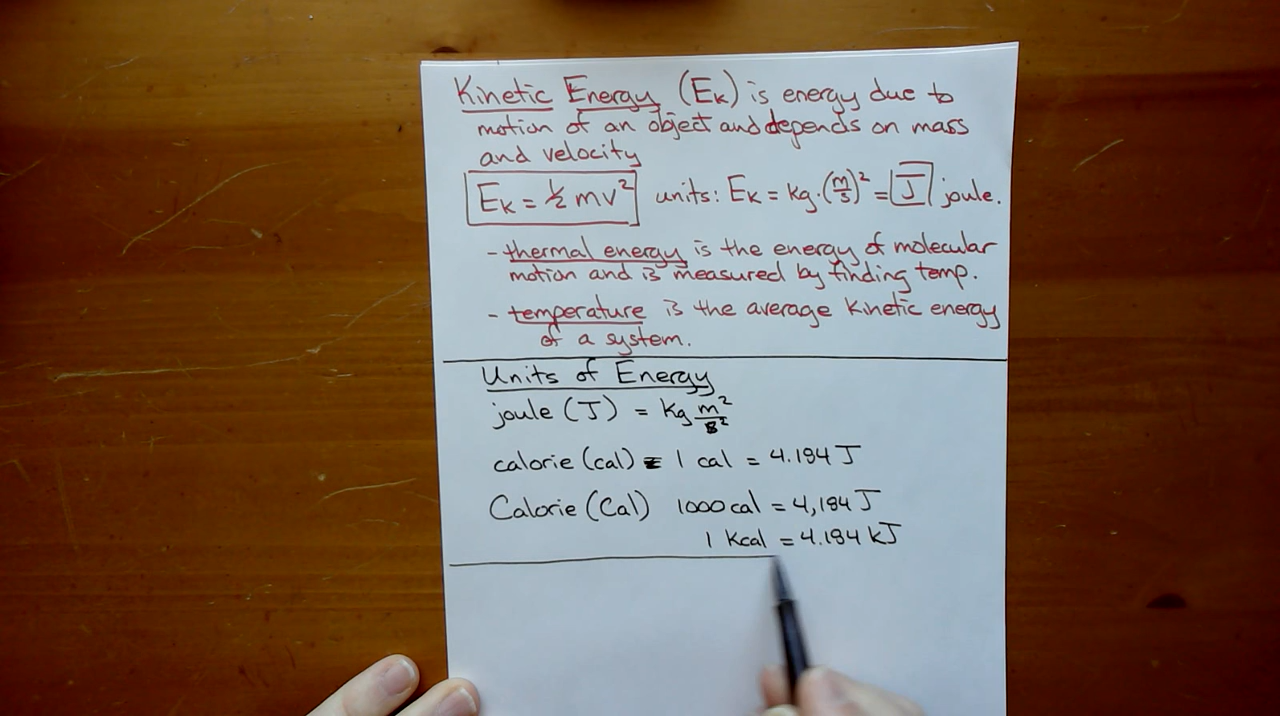 Kinetic Energy (Eₖ) is energy due to
motion of an object and depends on mass
and velocity
Eₖ = ½ mv² units: Eₖ = kg·(m/s)² = J joule.
- thermal energy is the energy of molecular
motion and is measured by finding temp.
- temperature is the average kinetic energy
of a system.
Units of Energy
joule (J) = kg m²/s²
calorie (cal) = 1 cal = 4.184 J
Calorie (Cal) 1000 cal = 4,184 J
1 kcal = 4.184 kJ